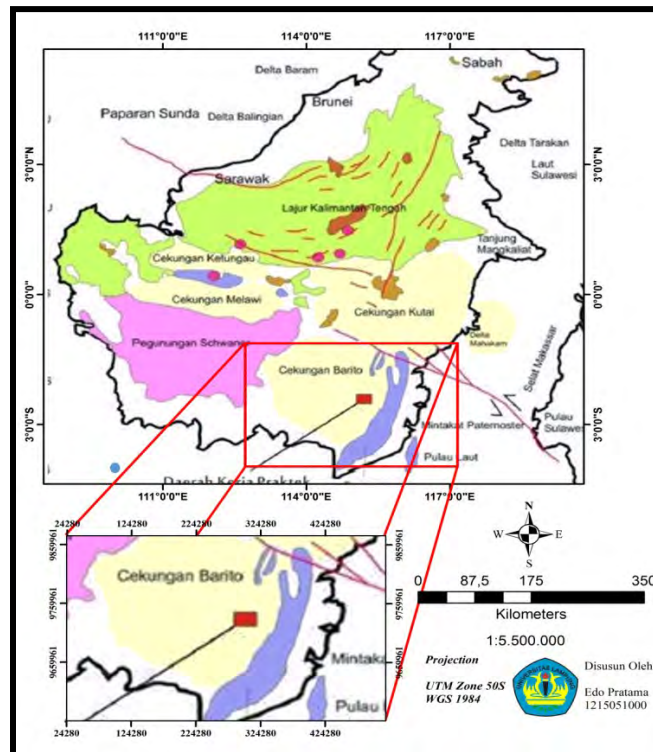 111°0'0"E 114°0'0"E 117°0'0"E
Sabah
Delta Baram
Brunei
Paparan Sunda
Delta Balingian
Delta Tarakan
Laut
Sulawesi
3°0'0"N
3°0'0"N
Sarawak
Lajur Kalimantan Tengah
Tanjung
Mangkaliat
Cekungan Ketungau
0°0'0"
0°0'0"
Cekungan Melawi
Cekungan Kutai
Delta
Mahakam
Pegunungan Schwaner
Selat Makassar
Cekungan Barito
3°0'0"S
3°0'0"S
Mintakat Paternoster
Pulau
Sulawe
Pulau Laut
Daerah Kerja Praktek
111°0'0"E 114°0'0"E 117°0'0"E
24280 124280 224280 324280 424280
9859961
9859961
Cekungan Barito
9759961
9759961
9659961
9659961
Mintaka
Pulau L
24280 124280 224280 324280 424280
N
W E
S
0 87,5 175 350
Kilometers
1:5.500.000
Projection
UTM Zone 50S
WGS 1984
UNIVERSITAS LAMPUNG
Disusun Oleh
Edo Pratama
1215051000